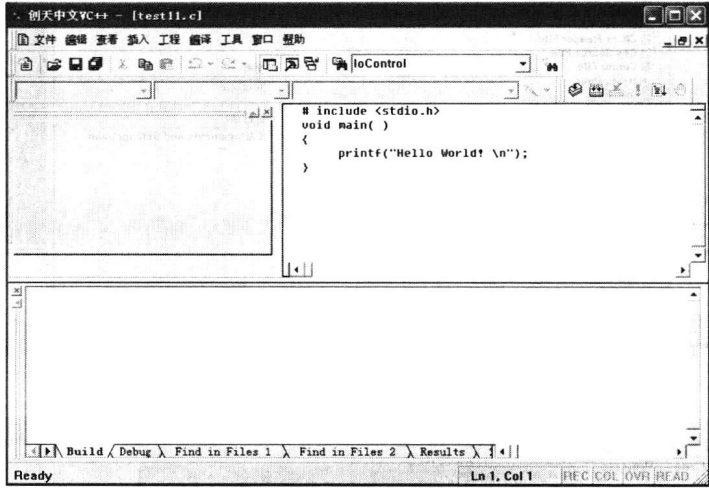 创天中文VC++ - [test11.c]
文件 编辑 查看 插入 工程 编译 工具 窗口 帮助
IoControl
# include <stdio.h>
void main( )
{
printf("Hello World! \n");
}
Build Debug Find in Files 1 Find in Files 2 Results
Ready Ln 1, Col 1 REC COL OVR READ